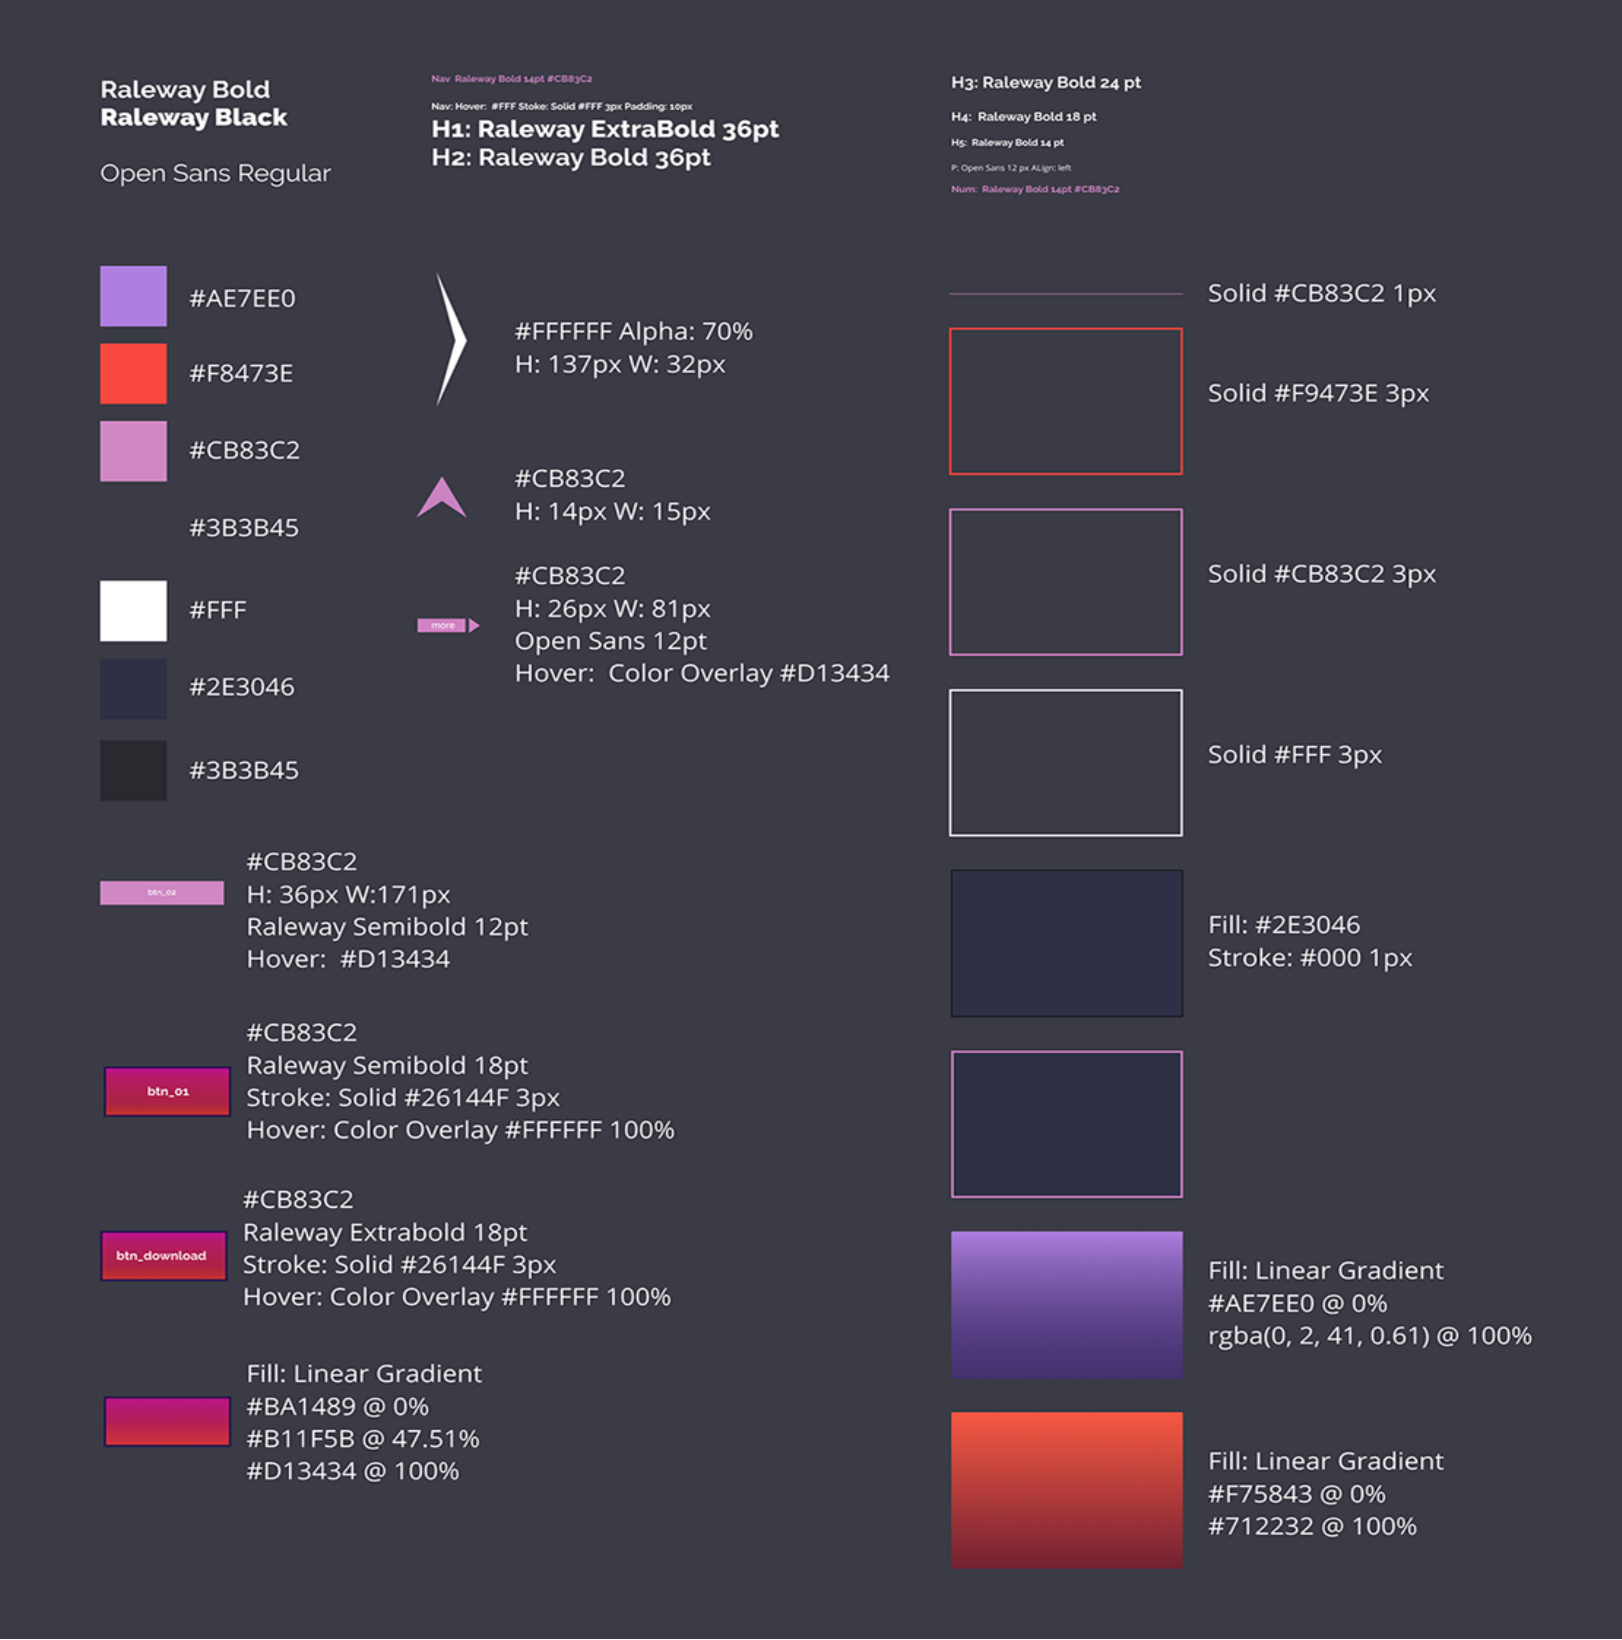 Raleway Bold
Raleway Black
Open Sans Regular
Nav  Raleway Bold 14pt #CB83C2
Nav: Hover:  #FFF Stoke: Solid #FFF 3px Padding: 10px
H1: Raleway ExtraBold 36pt
H2: Raleway Bold 36pt
H3: Raleway Bold 24 pt
H4:  Raleway Bold 18 pt
H5:  Raleway Bold 14 pt
P: Open Sans 12 px ALign: left
Num:  Raleway Bold 14pt #CB83C2
#AE7EE0
#F8473E
#CB83C2
#3B3B45
#FFF
#2E3046
#3B3B45
#FFFFFF Alpha: 70%
H: 137px W: 32px
#CB83C2
H: 14px W: 15px
more
#CB83C2
H: 26px W: 81px
Open Sans 12pt
Hover:  Color Overlay #D13434
btn_02
#CB83C2
H: 36px W:171px
Raleway Semibold 12pt
Hover:  #D13434
btn_01
#CB83C2
Raleway Semibold 18pt
Stroke: Solid #26144F 3px
Hover: Color Overlay #FFFFFF 100%
btn_download
#CB83C2
Raleway Extrabold 18pt
Stroke: Solid #26144F 3px
Hover: Color Overlay #FFFFFF 100%
Fill: Linear Gradient
#BA1489 @ 0%
#B11F5B @ 47.51%
#D13434 @ 100%
Solid #CB83C2 1px
Solid #F9473E 3px
Solid #CB83C2 3px
Solid #FFF 3px
Fill: #2E3046
Stroke: #000 1px
Fill: Linear Gradient
#AE7EE0 @ 0%
rgba(0, 2, 41, 0.61) @ 100%
Fill: Linear Gradient
#F75843 @ 0%
#712232 @ 100%